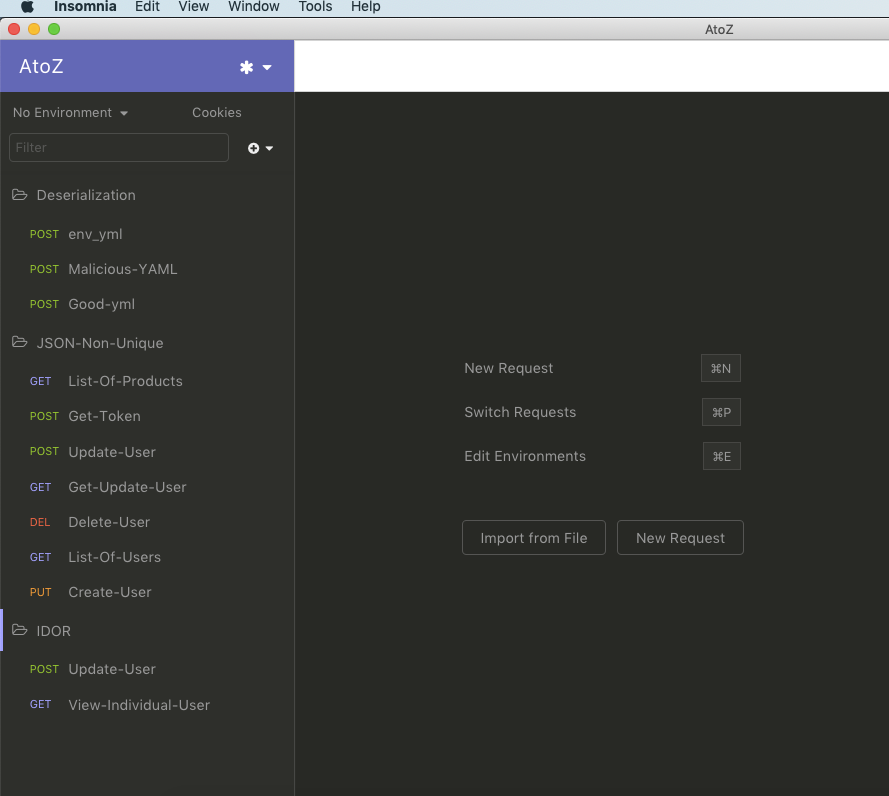 Insomnia Edit View Window Tools Help
AtoZ
AtoZ
No Environment Cookies
Filter
Deserialization
POST env_yml
POST Malicious-YAML
POST Good-yml
JSON-Non-Unique
GET List-Of-Products
POST Get-Token
POST Update-User
GET Get-Update-User
DEL Delete-User
GET List-Of-Users
PUT Create-User
IDOR
POST Update-User
GET View-Individual-User
New Request ⌘N
Switch Requests ⌘P
Edit Environments ⌘E
Import from File New Request